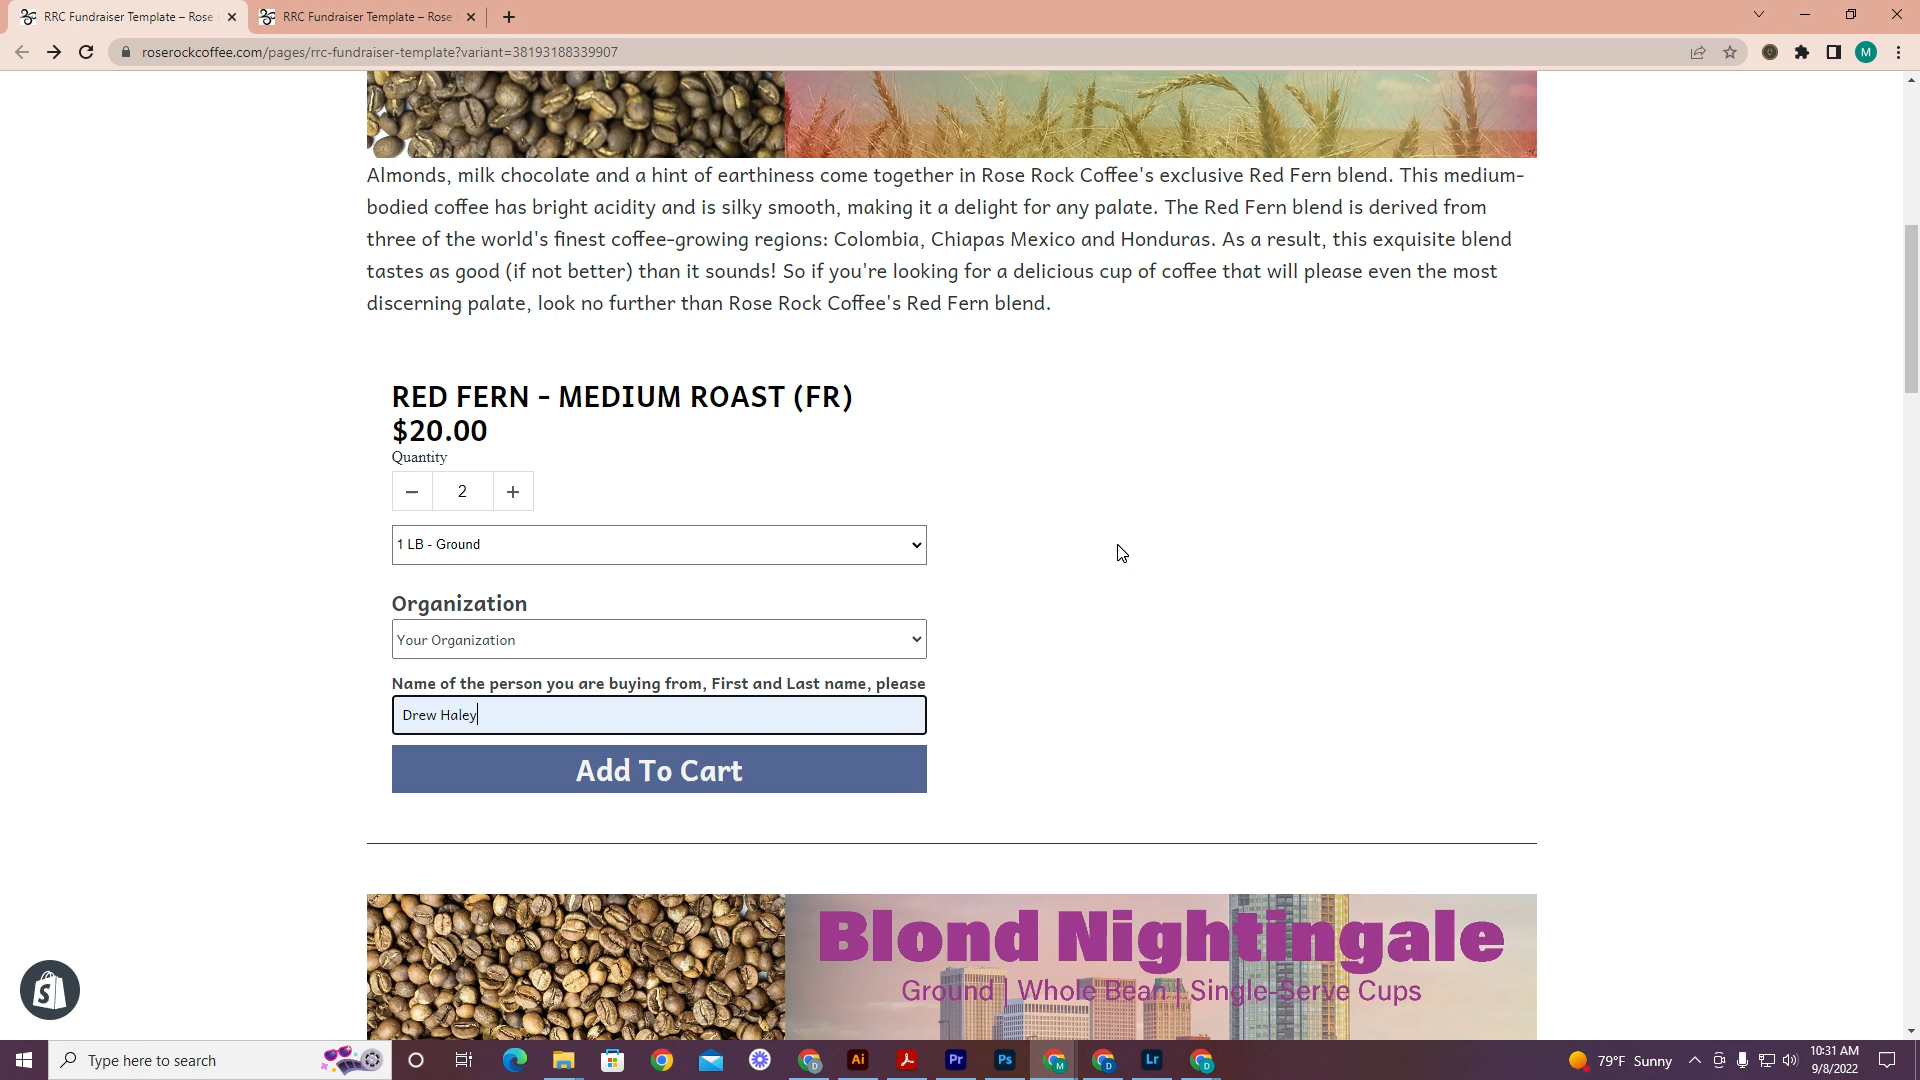 RRC Fundraiser Template – Rose
RRC Fundraiser Template – Rose
roserockcoffee.com/pages/rrc-fundraiser-template?variant=38193188339907
M
Almonds, milk chocolate and a hint of earthiness come together in Rose Rock Coffee's exclusive Red Fern blend. This medium-
bodied coffee has bright acidity and is silky smooth, making it a delight for any palate. The Red Fern blend is derived from
three of the world's finest coffee-growing regions: Colombia, Chiapas Mexico and Honduras. As a result, this exquisite blend
tastes as good (if not better) than it sounds! So if you're looking for a delicious cup of coffee that will please even the most
discerning palate, look no further than Rose Rock Coffee's Red Fern blend.
RED FERN - MEDIUM ROAST (FR)
$20.00
Quantity
− 2 +
1 LB - Ground
Organization
Your Organization
Name of the person you are buying from, First and Last name, please
Drew Haley
Add To Cart
Blond Nightingale
Ground | Whole Bean | Single-Serve Cups
Type here to search
Ai
Pr
Ps
M
D
Lr
D
79°F Sunny
10:31 AM
9/8/2022